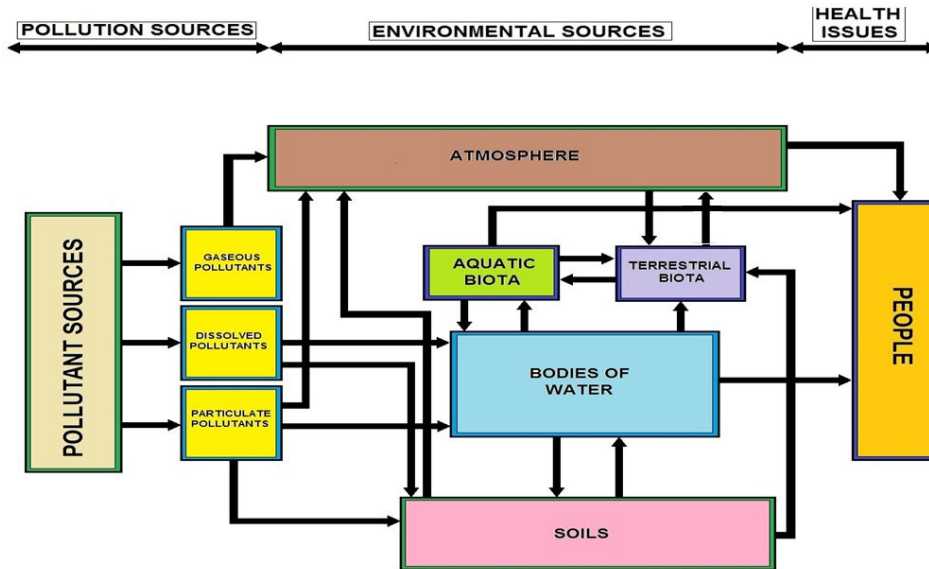 POLLUTION SOURCES
ENVIRONMENTAL SOURCES
HEALTH
ISSUES
ATMOSPHERE
POLLUTANT SOURCES
GASEOUS
POLLUTANTS
DISSOLVED
POLLUTANTS
PARTICULATE
POLLUTANTS
AQUATIC
BIOTA
TERRESTRIAL
BIOTA
BODIES OF
WATER
SOILS
PEOPLE